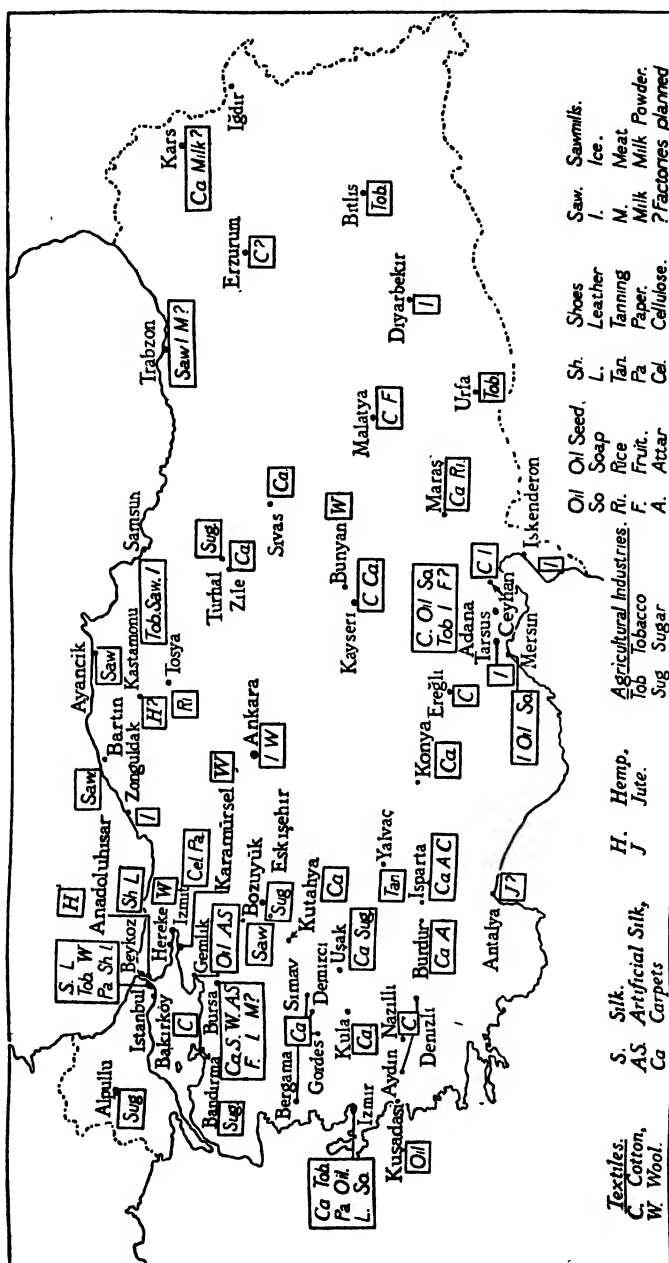 Alpullu
Sug
S. L
Tob. W
Pa Sh I
Istanbul
Bakırköy
Beykoz
Anadoluhisar
H
Sh L
Hereke
W
Izmit
Cel Pa
Karamürsel
W
Gemlik
Oil A.S
C
Bandırma
Sug
Bursa
Ca S. W. A.S
F. I. M?
Bozuyük
Saw
Eskişehir
Sug
Kutahya
Ca
Saw
Zonguldak
I
Bartın
Ayancik
Saw
Kastamonu
H?
Tosya
Ri
Samsun
Tob. Saw. I
Ankara
I W
Turhal
Sug
Zile
Ca
Sıvas
Ca
Trabzon
Saw I M?
Erzurum
C?
Kars
Ca Milk?
Iğdır
Bergama
Simav
Demirci
Ca
Gordes
Uşak
Ca Sug
Kula
Ca
Ca Tob.
Pa Oil.
L. So.
Izmir
Kuşadası
Oil
Aydın
Nazilli
C
Denizli
Burdur
Ca A
Isparta
Ca A C
Yalvaç
Tan
Antalya
J?
Konya
Ca
Ereğli
C
Kayseri
C Ca
Bunyan
W
Malatya
C F
Maraş
Ca Ri.
Adana
C. Oil So.
Tob I F?
Tarsus
I
Ceyhan
C I
Mersin
I Oil So.
Iskenderon
I
Urfa
Tob
Dıyarbekır
I
Bıtlıs
Tob.
Textiles.
C. Cotton,
W. Wool.
S. Silk.
A.S. Artificial Silk,
Ca Carpets
H. Hemp.
J Jute.
Agricultural Industries.
Tob Tobacco
Sug Sugar
Oil Oil Seed.
So Soap
Ri. Rice
F. Fruit.
A. Attar
Sh. Shoes
L. Leather
Tan. Tanning
Pa Paper.
Cel. Cellulose.
Saw. Sawmills.
I. Ice.
M. Meat
Milk Milk Powder.
? Factories planned